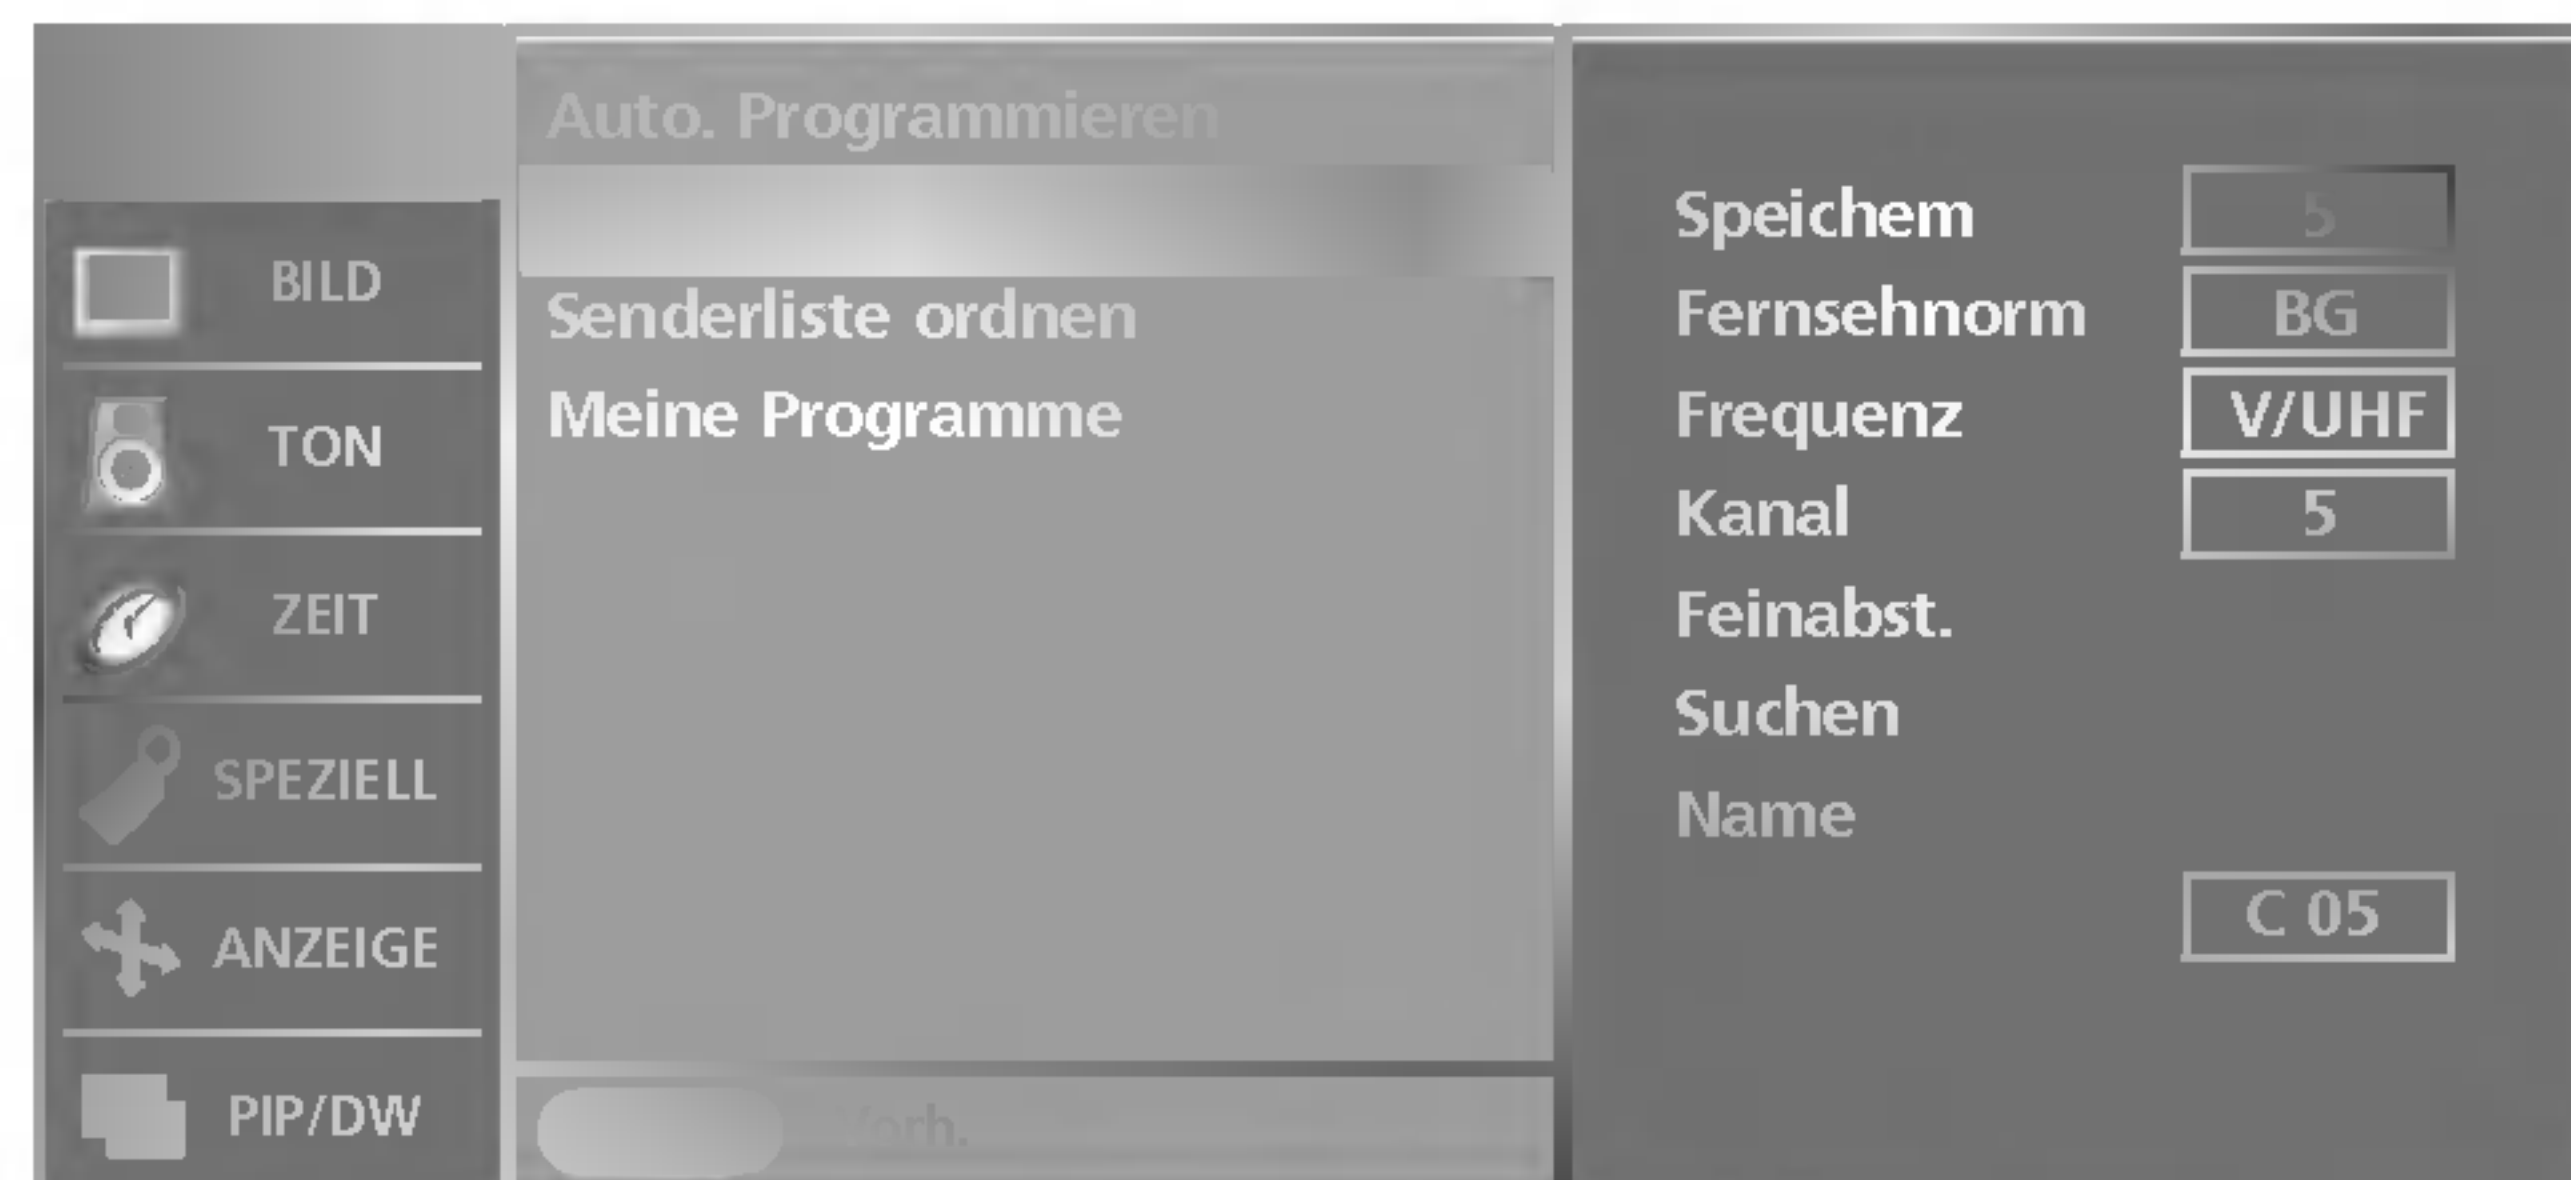 BILD
TON
ZEIT
SPEZIELL
ANZEIGE
PIP/DW
Auto. Programmieren
Senderliste ordnen
Meine Programme
Speichem 5
Fernsehnorm BG
Frequenz V/UHF
Kanal 5
Feinabst.
Suchen
Name
C 05